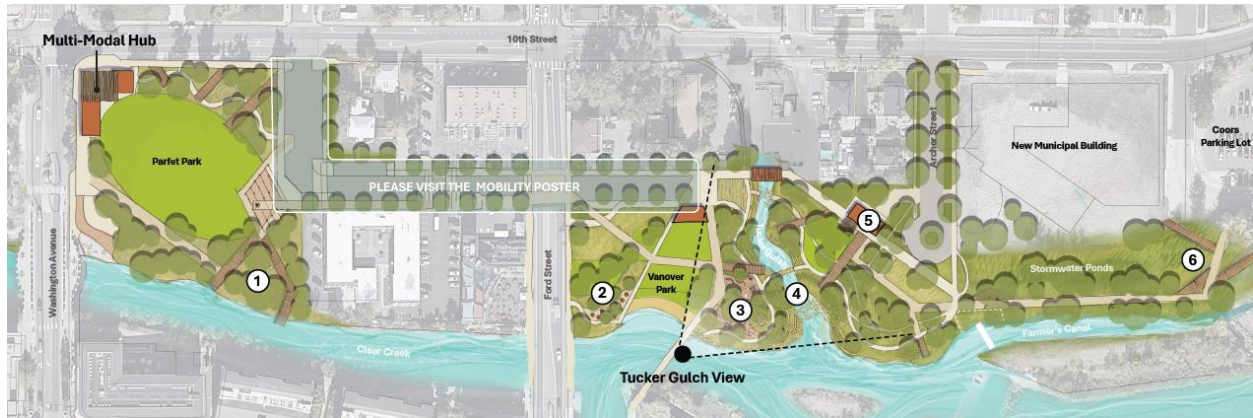 Multi-Modal Hub
10th Street
Parfet Park
PLEASE VISIT THE MOBILITY POSTER
Archer Street
New Municipal Building
Coors
Parking Lot
Washington Avenue
Ford Street
1
2
Vanover
Park
3
4
5
6
Stormwater Ponds
Clear Creek
Farmer's Canal
Tucker Gulch View